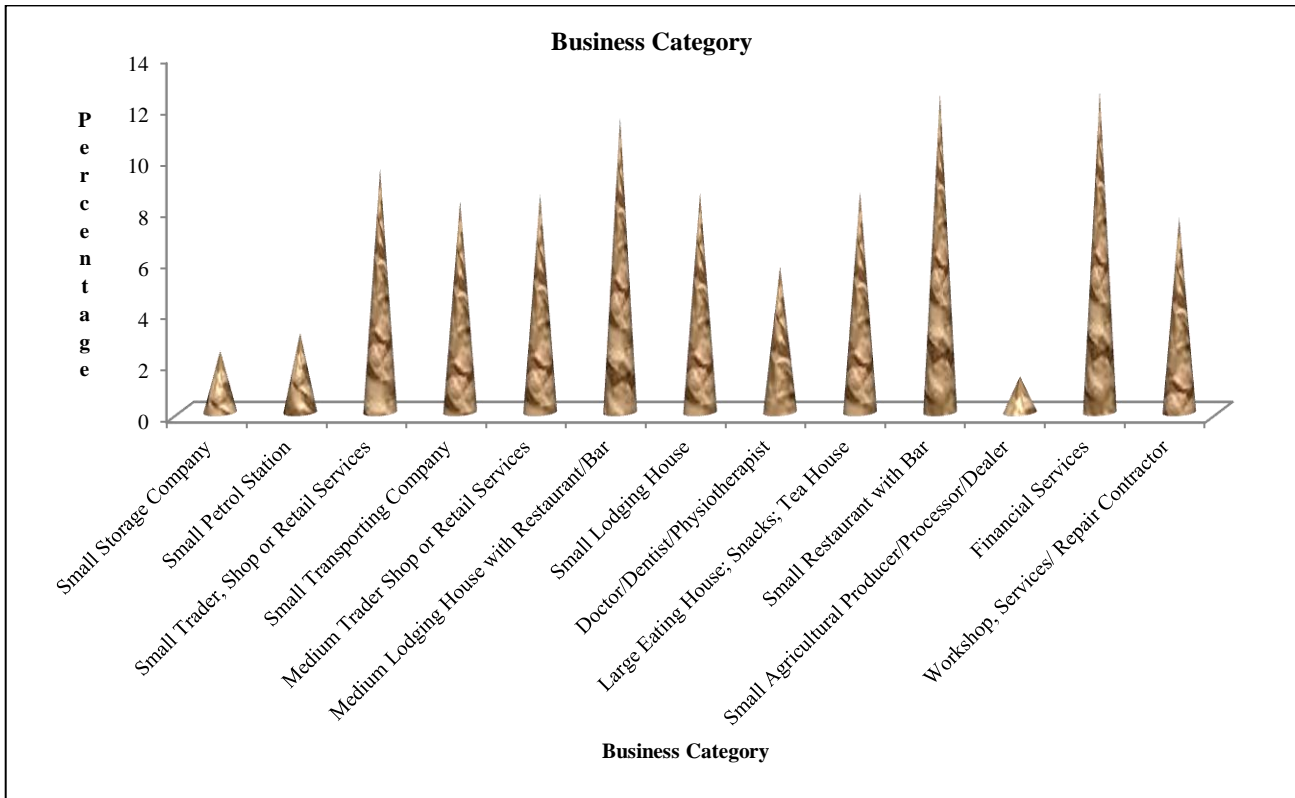 Business Category
Percentage
14
12
10
8
6
4
2
0
Small Storage Company
Small Petrol Station
Small Trader, Shop or Retail Services
Small Transporting Company
Medium Trader Shop or Retail Services
Medium Lodging House with Restaurant/Bar
Small Lodging House
Doctor/Dentist/Physiotherapist
Large Eating House; Snacks; Tea House
Small Restaurant with Bar
Small Agricultural Producer/Processor/Dealer
Financial Services
Workshop, Services/ Repair Contractor
Business Category